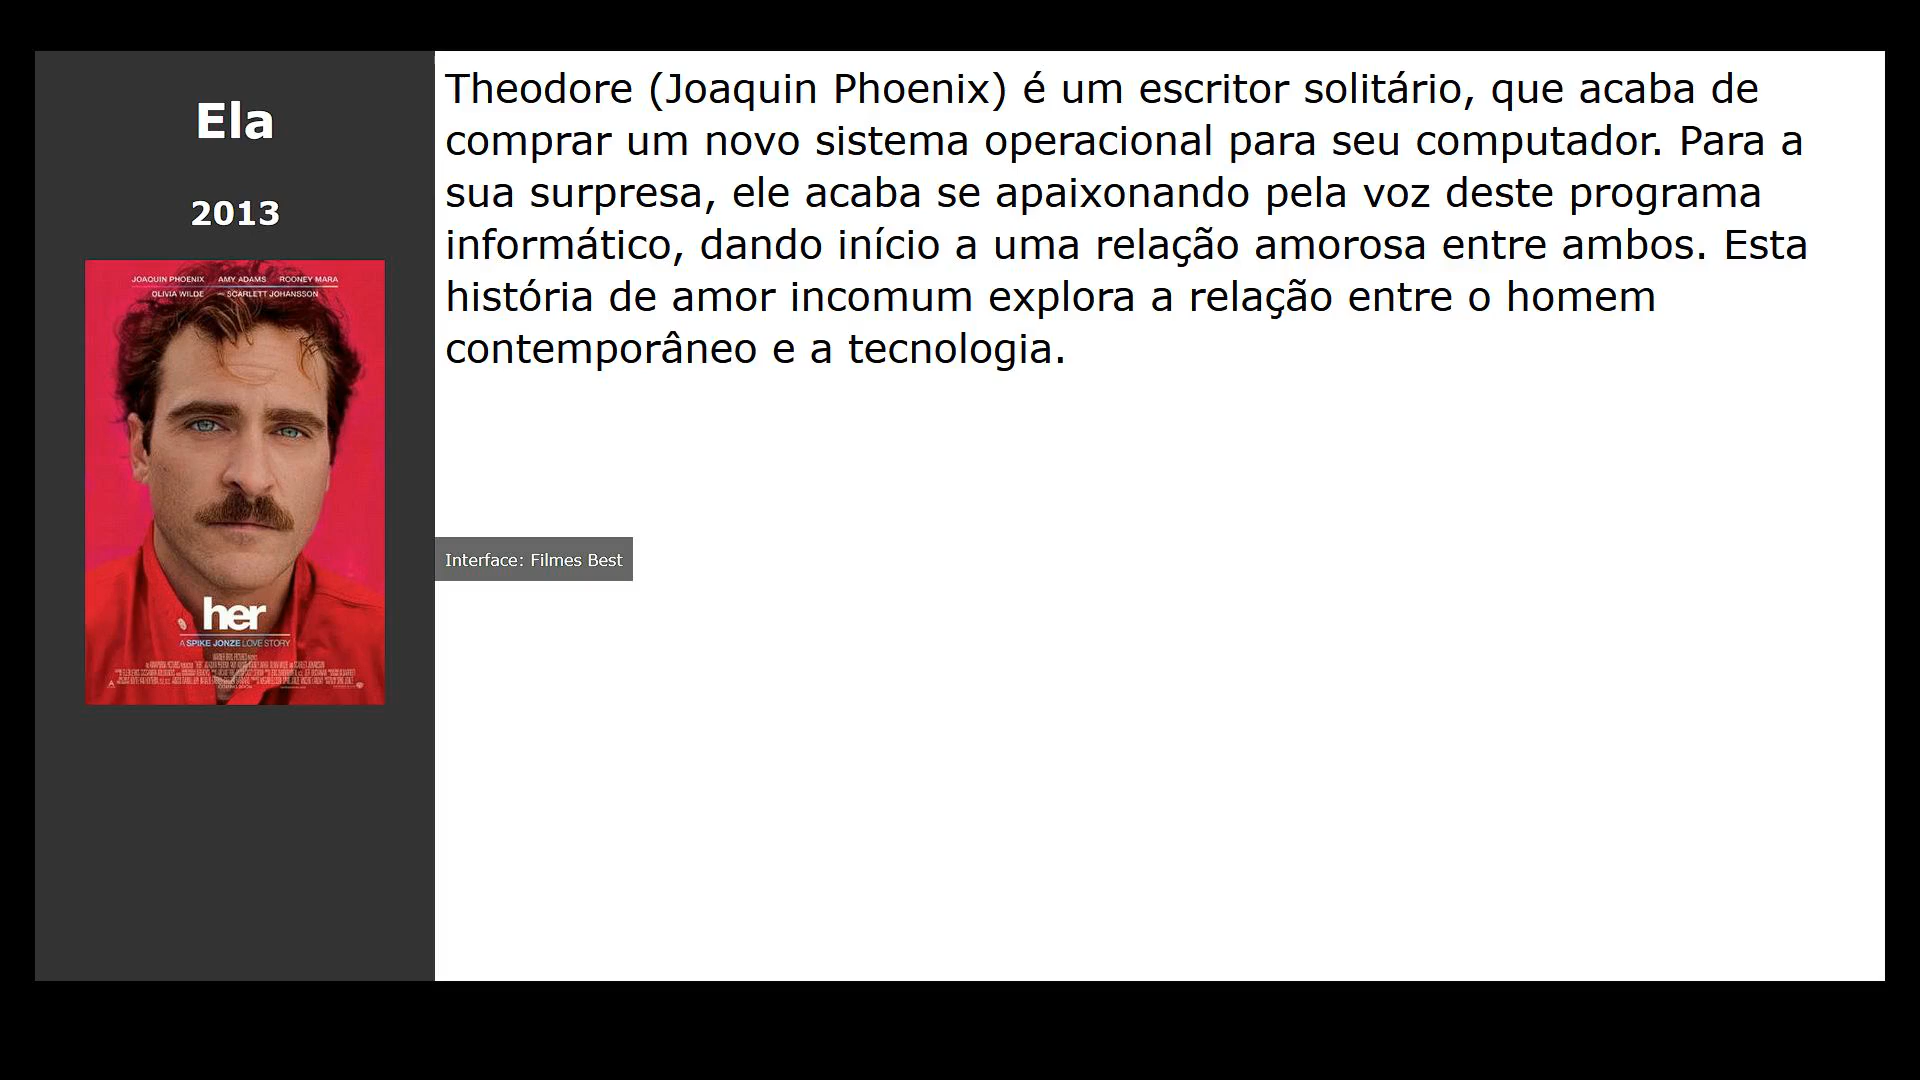 Ela
2013
JOAQUIN PHOENIX AMY ADAMS ROONEY MARA
OLIVIA WILDE SCARLETT JOHANSSON
her
A SPIKE JONZE LOVE STORY
COMING SOON
Theodore (Joaquin Phoenix) é um escritor solitário, que acaba de
comprar um novo sistema operacional para seu computador. Para a
sua surpresa, ele acaba se apaixonando pela voz deste programa
informático, dando início a uma relação amorosa entre ambos. Esta
história de amor incomum explora a relação entre o homem
contemporâneo e a tecnologia.
Interface: Filmes Best